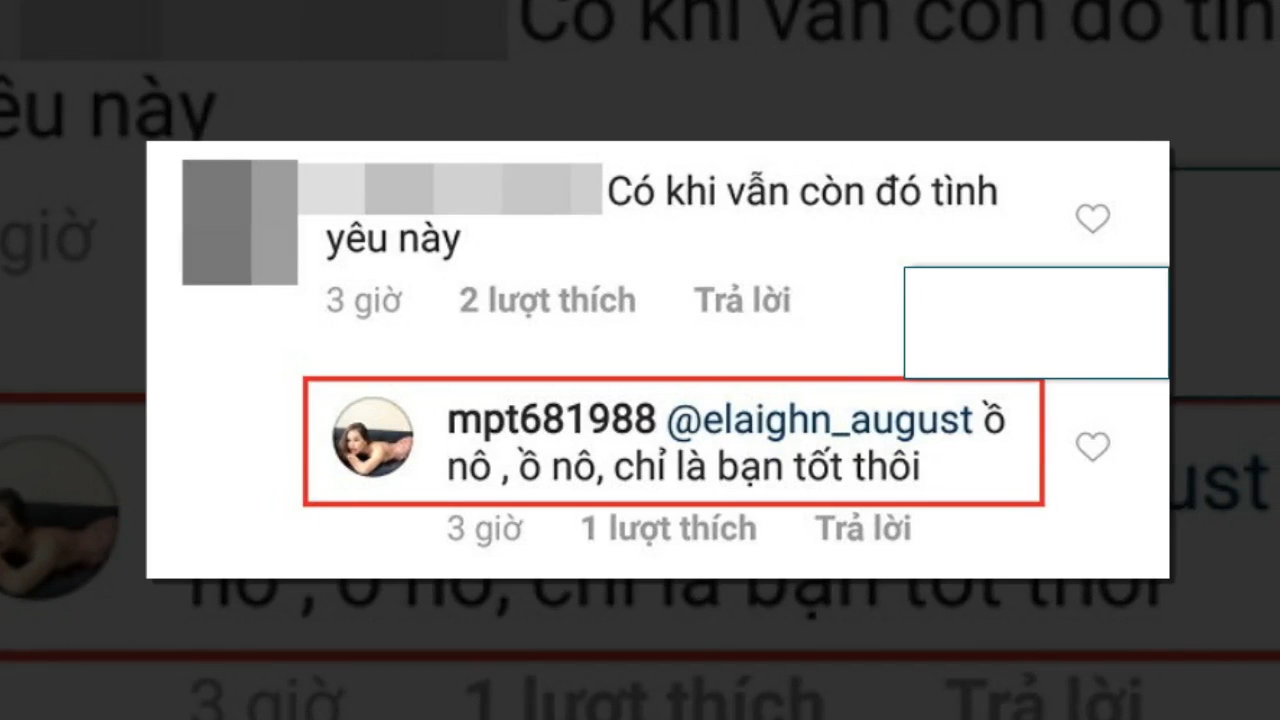 Có khi vẫn còn đó tìn
êu này
giờ
Có khi vẫn còn đó tình
yêu này
3 giờ 2 lượt thích Trả lời
mpt681988 @elaighn_august ồ
nô , ồ nô, chỉ là bạn tốt thôi
3 giờ 1 lượt thích Trả lời
ust
nô , ồ nô, chỉ là bạn tốt thôi
3 giờ 1 lượt thích Trả lời